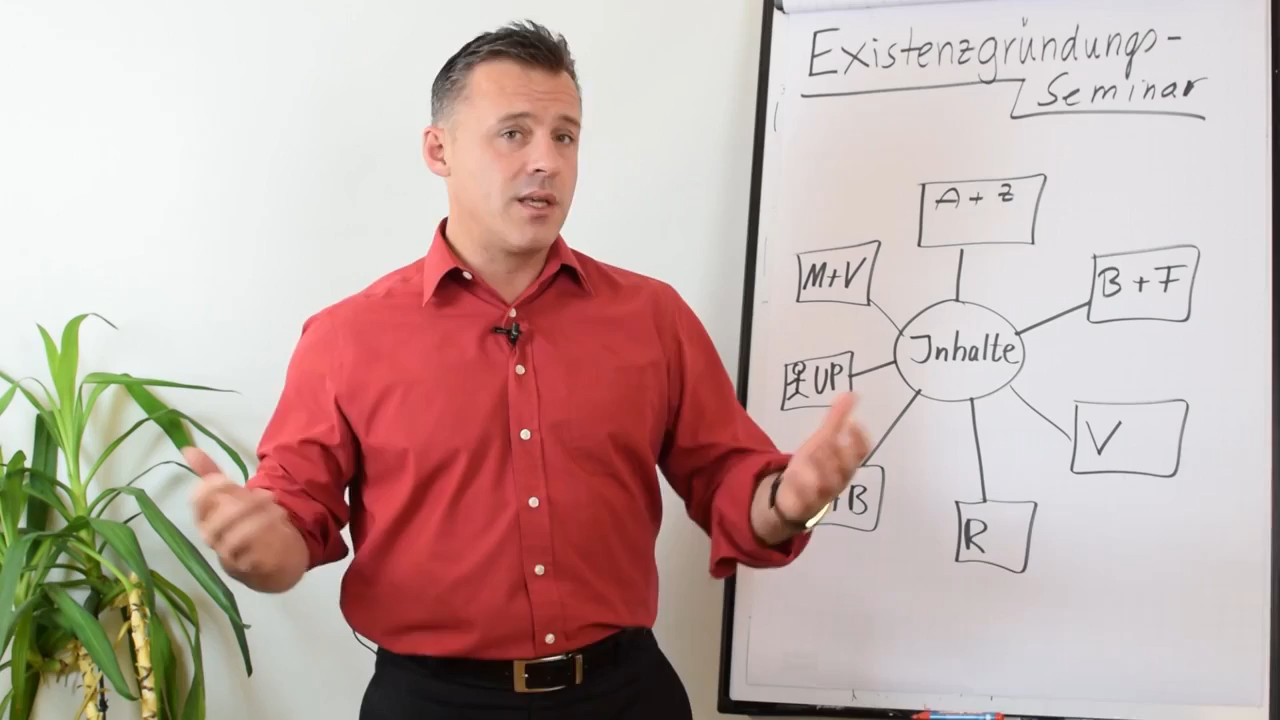 Existenzgründungs-
Seminar
A + Z
M+V
B + F
Inhalte
UP
V
+B
R